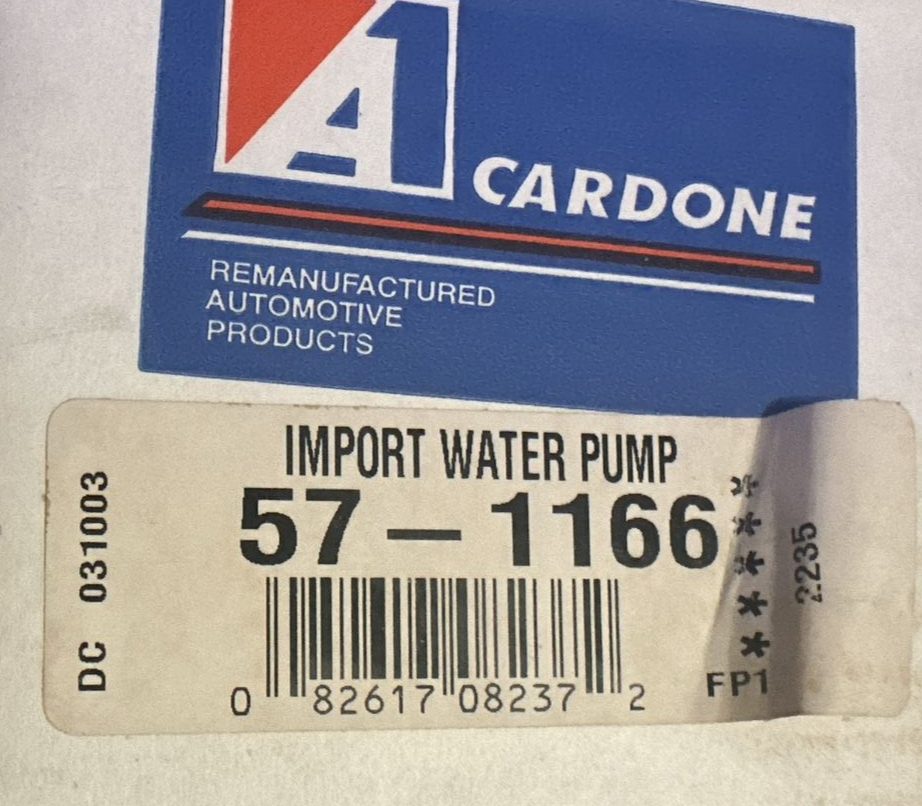 A1 CARDONE
REMANUFACTURED
AUTOMOTIVE
PRODUCTS
IMPORT WATER PUMP
57-1166
*****
2235
DC 031003
0 82617 08237 2
FP1